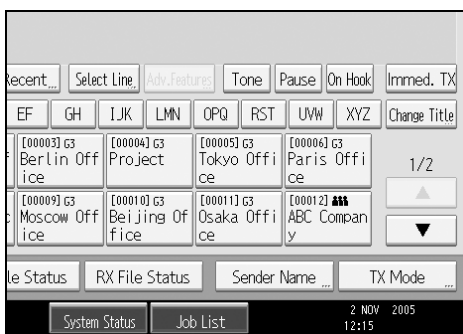 Recent Select Line Adv.Features Tone Pause On Hook Immed. TX
EF GH IJK LMN OPQ RST UVW XYZ Change Title
[00003] G3 [00004] G3 [00005] G3 [00006] G3
Berlin Off Project Tokyo Offi Paris Offi
ice ce ce
1/2
[00009] G3 [00010] G3 [00011] G3 [00012]
Moscow Off Beijing Of Osaka Offi ABC Compan
ice fice ce y
le Status RX File Status Sender Name TX Mode
System Status Job List 2 NOV 2005
12:15